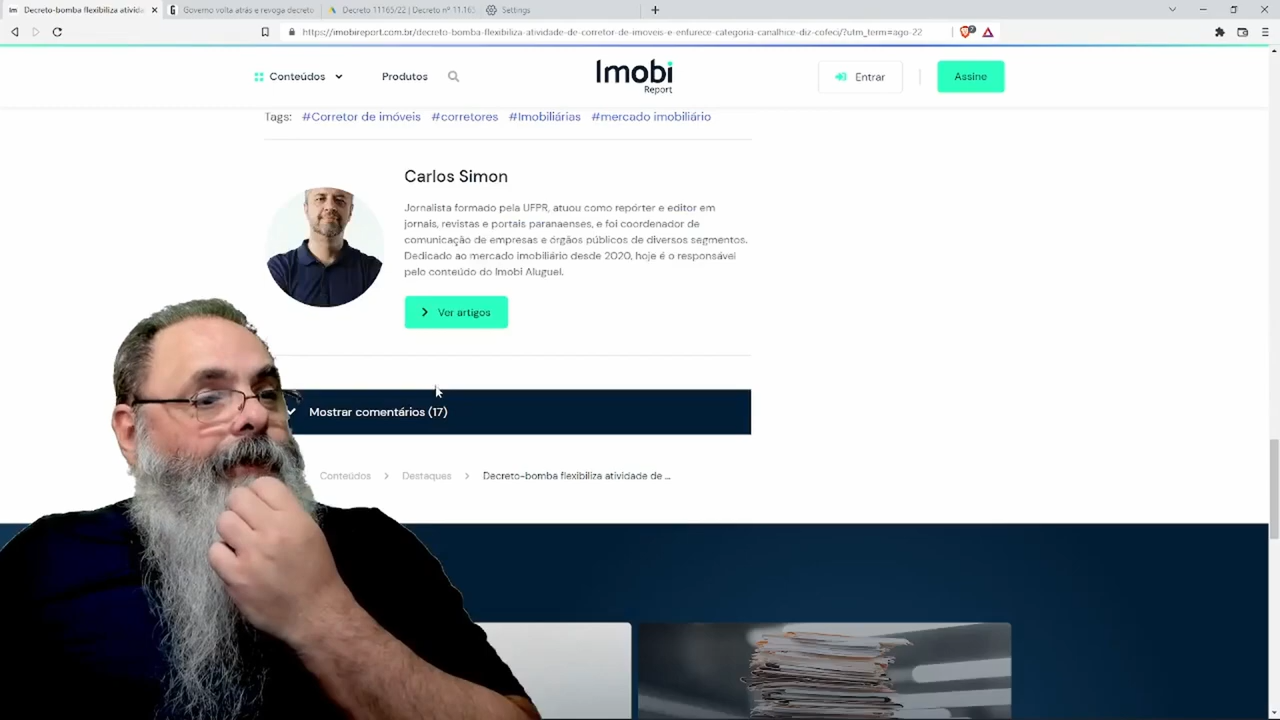 Decreto-bomba flexibiliza ativida
Governo volta atrás e revoga decreto
Decreto 11165/22 | Decreto nº 11.165
Settings
https://imobireport.com.br/decreto-bomba-flexibiliza-atividade-de-corretor-de-imoveis-e-enfurece-categoria-canalhice-diz-cofeci/?utm_term=ago-22
Conteúdos
Produtos
Imobi
Report
Entrar
Assine
Tags: #Corretor de imóveis #corretores #Imobiliárias #mercado imobiliário
Carlos Simon
Jornalista formado pela UFPR, atuou como repórter e editor em
jornais, revistas e portais paranaenses, e foi coordenador de
comunicação de empresas e órgãos públicos de diversos segmentos.
Dedicado ao mercado imobiliário desde 2020, hoje é o responsável
pelo conteúdo do Imobi Aluguel.
Ver artigos
Mostrar comentários (17)
Conteúdos > Destaques > Decreto-bomba flexibiliza atividade de ...